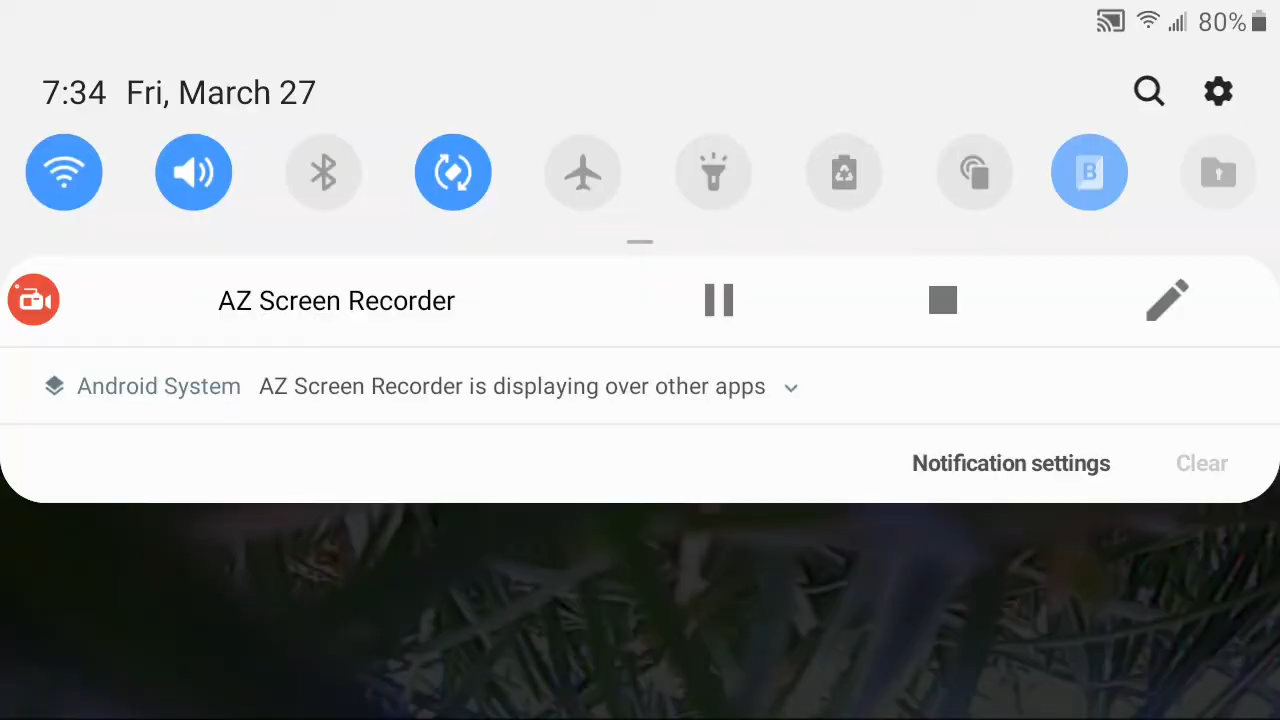 80%
7:34 Fri, March 27
B
AZ Screen Recorder
Android System AZ Screen Recorder is displaying over other apps
Notification settings Clear